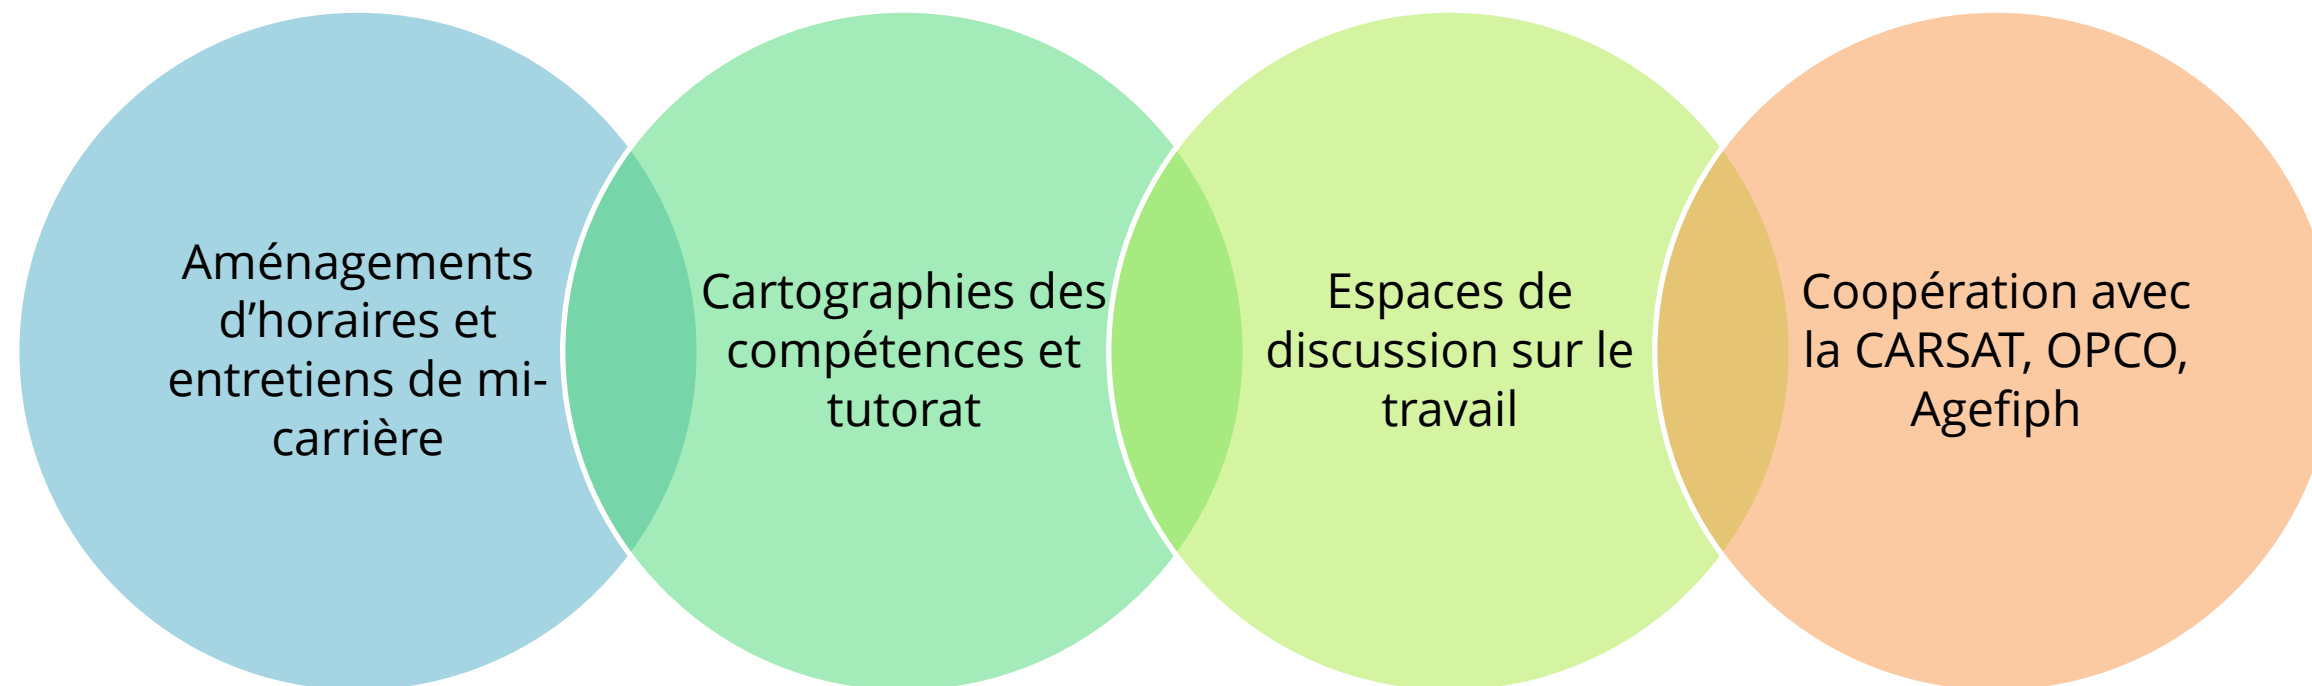 Aménagements
d’horaires et
entretiens de mi-
carrière
Cartographies des
compétences et
tutorat
Espaces de
discussion sur le
travail
Coopération avec
la CARSAT, OPCO,
Agefiph